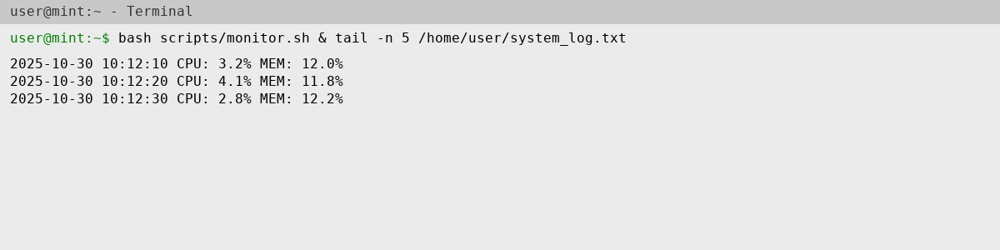 user@mint:~ - Terminal
user@mint:~$ bash scripts/monitor.sh & tail -n 5 /home/user/system_log.txt
2025-10-30 10:12:10 CPU: 3.2% MEM: 12.0%
2025-10-30 10:12:20 CPU: 4.1% MEM: 11.8%
2025-10-30 10:12:30 CPU: 2.8% MEM: 12.2%